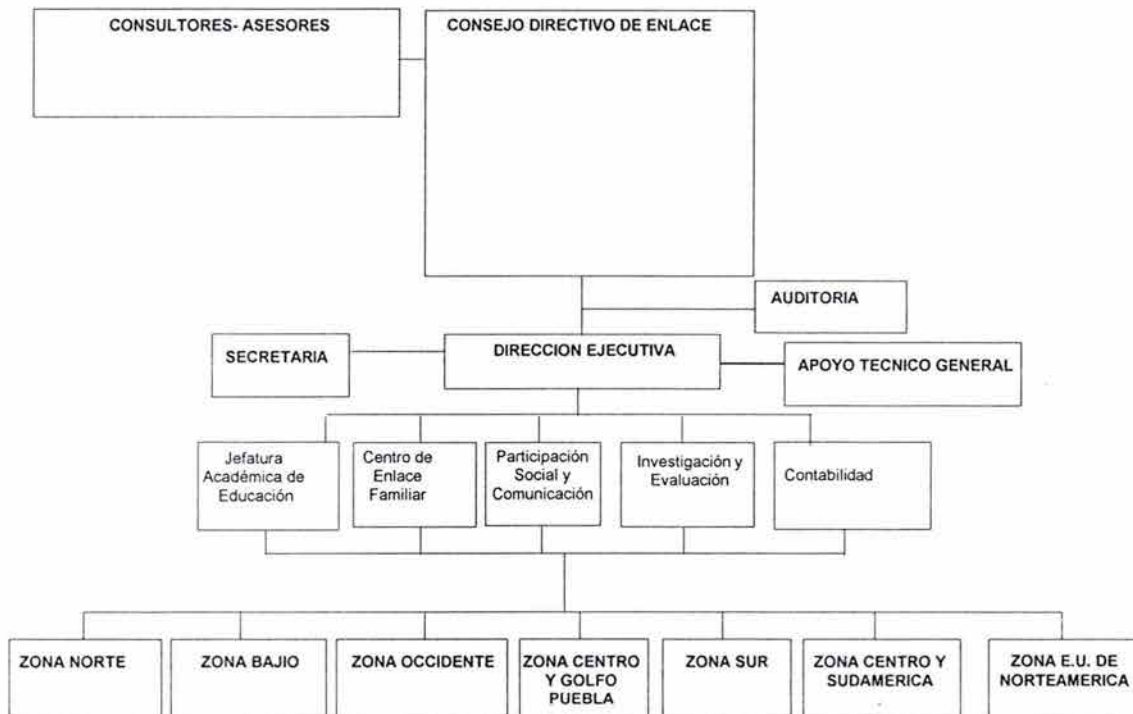 CONSULTORES- ASESORES
CONSEJO DIRECTIVO DE ENLACE
AUDITORIA
SECRETARIA
DIRECCION EJECUTIVA
APOYO TECNICO GENERAL
Jefatura
Académica de
Educación
Centro de
Enlace
Familiar
Participación
Social y
Comunicación
Investigación y
Evaluación
Contabilidad
ZONA NORTE
ZONA BAJIO
ZONA OCCIDENTE
ZONA CENTRO
Y GOLFO
PUEBLA
ZONA SUR
ZONA CENTRO Y
SUDAMERICA
ZONA E.U. DE
NORTEAMERICA